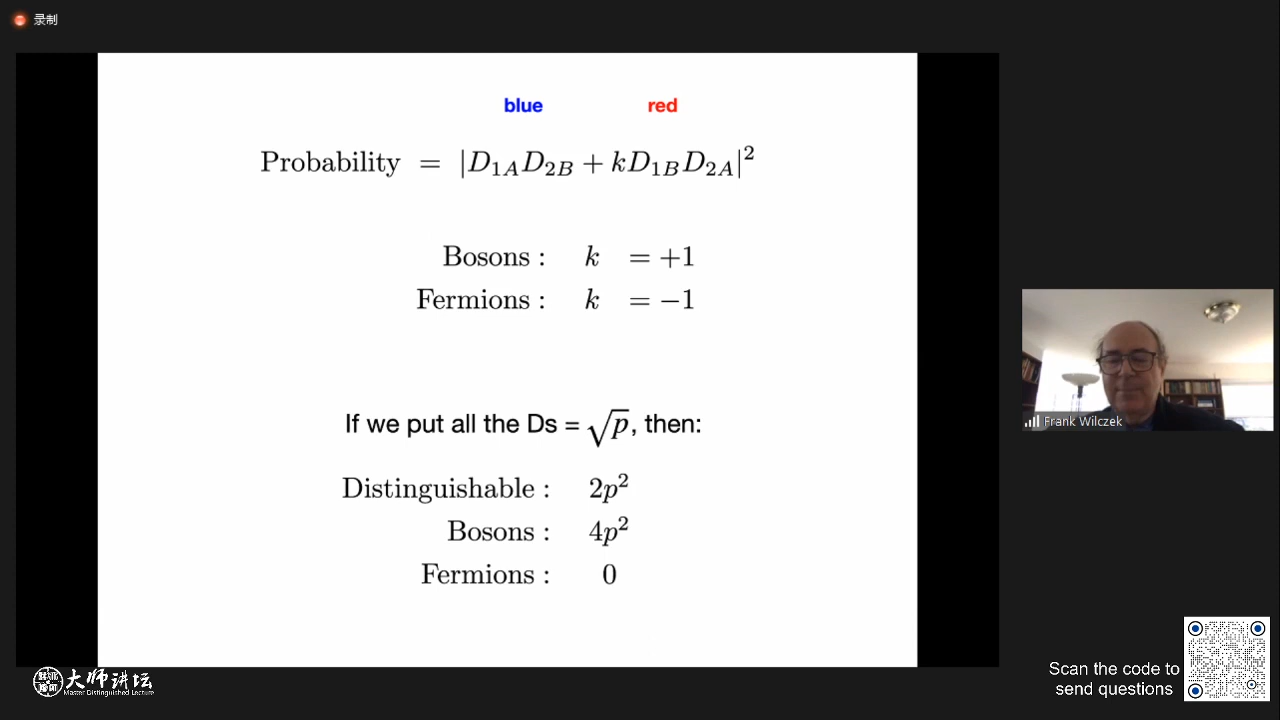 录制
blue red
Probability = |D₁ₐD₂B + kD₁BD₂ₐ|²
Bosons : k = +1
Fermions : k = −1
If we put all the Ds = √p, then:
Distinguishable : 2p²
Bosons : 4p²
Fermions : 0
Frank Wilczek
大师讲坛
Master Distinguished Lecture
Scan the code to
send questions